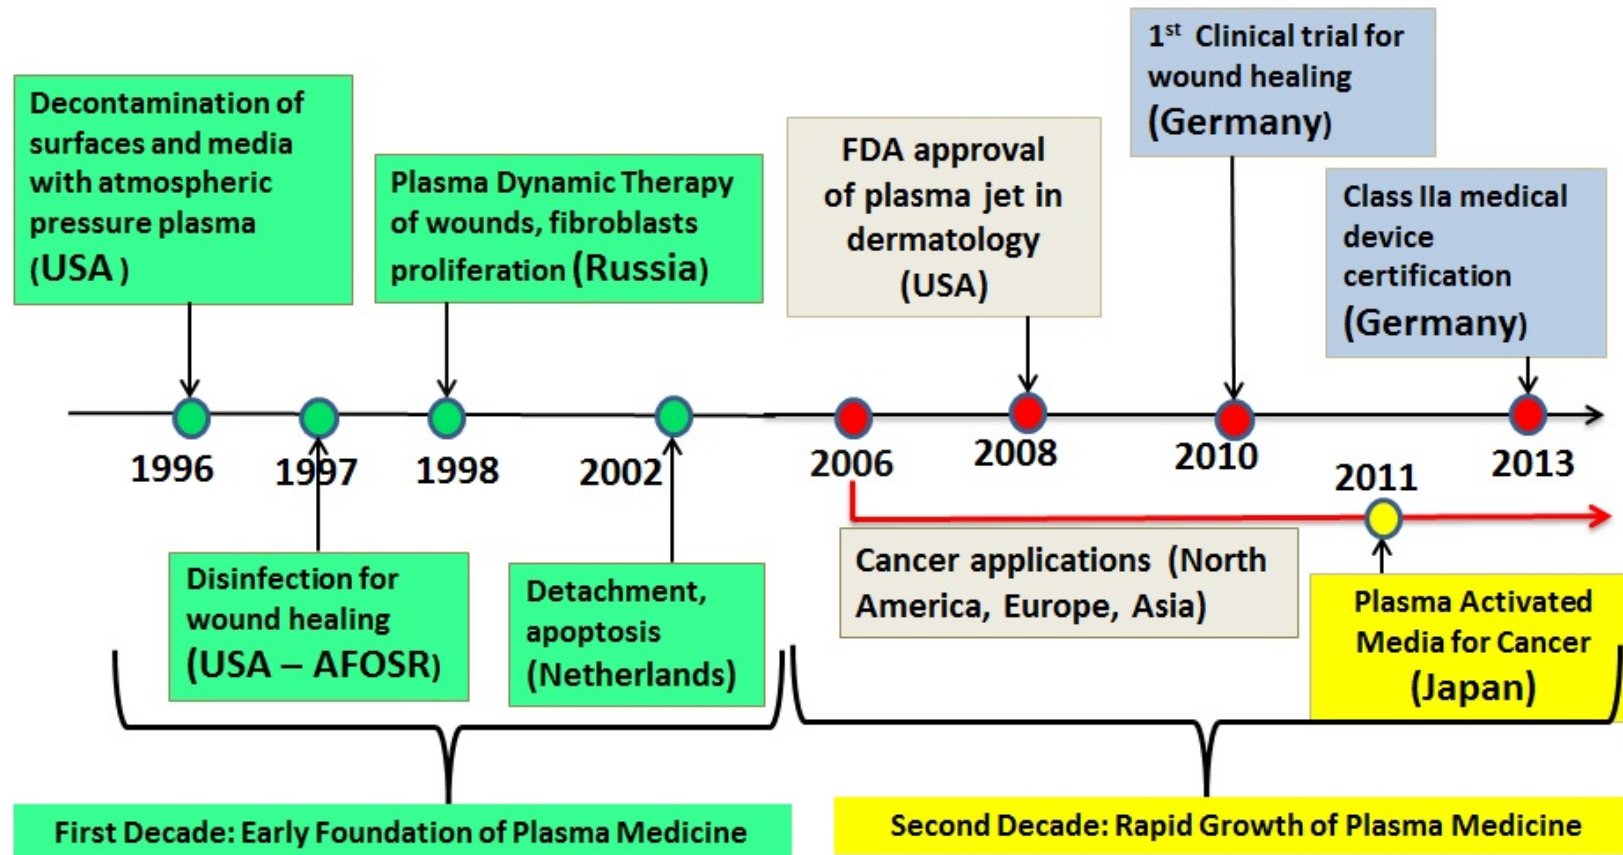 Decontamination of
surfaces and media
with atmospheric
pressure plasma
(USA )
Plasma Dynamic Therapy
of wounds, fibroblasts
proliferation (Russia)
FDA approval
of plasma jet in
dermatology
(USA)
1st Clinical trial for
wound healing
(Germany)
Class IIa medical
device
certification
(Germany)
1996
1997
1998
2002
2006
2008
2010
2011
2013
Disinfection for
wound healing
(USA – AFOSR)
Detachment,
apoptosis
(Netherlands)
Cancer applications (North
America, Europe, Asia)
Plasma Activated
Media for Cancer
(Japan)
First Decade: Early Foundation of Plasma Medicine
Second Decade: Rapid Growth of Plasma Medicine